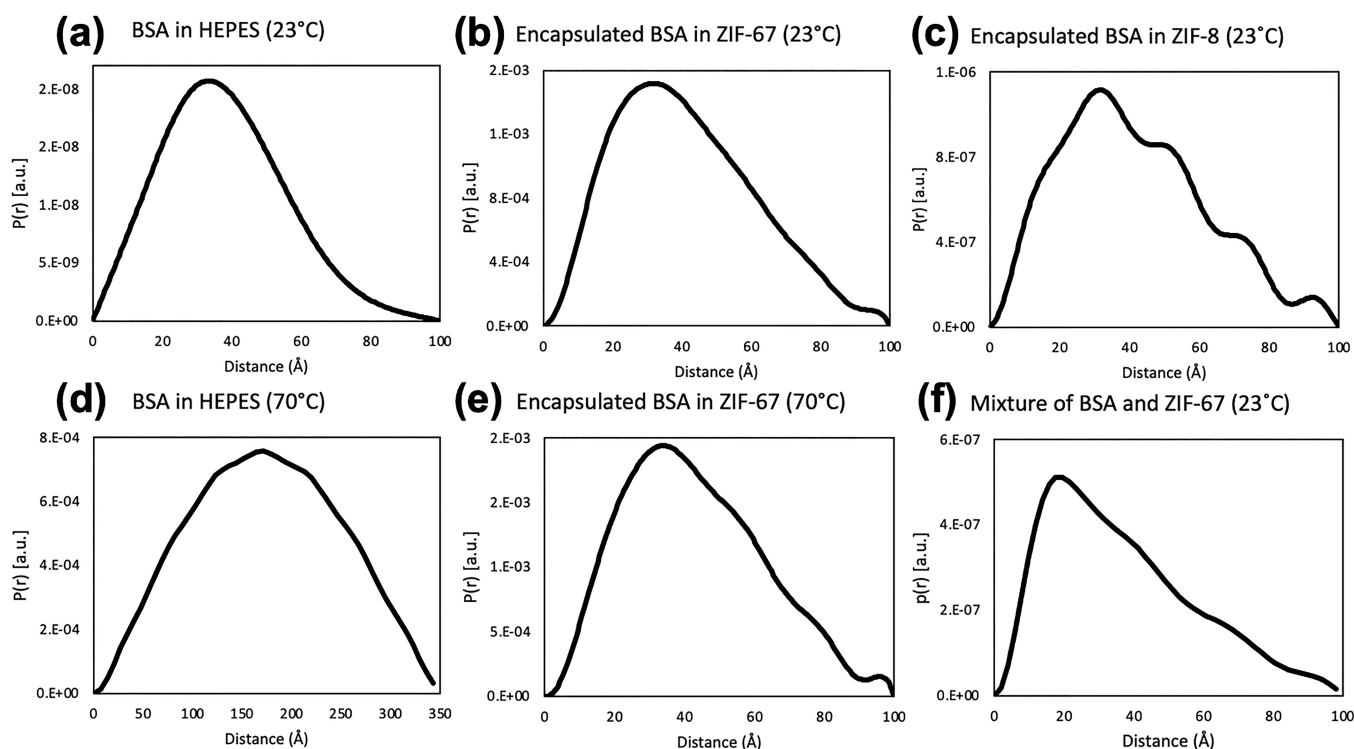 (a) BSA in HEPES (23°C)
2.E-08
2.E-08
1.E-08
5.E-09
0.E+00
P(r) [a.u.]
0 20 40 60 80 100
Distance (Å)
(b) Encapsulated BSA in ZIF-67 (23°C)
2.E-03
1.E-03
8.E-04
4.E-04
0.E+00
P(r) [a.u.]
0 20 40 60 80 100
Distance (Å)
(c) Encapsulated BSA in ZIF-8 (23˚C)
1.E-06
8.E-07
4.E-07
0.E+00
P(r) [a.u.]
0 20 40 60 80 100
Distance (Å)
(d) BSA in HEPES (70°C)
8.E-04
6.E-04
4.E-04
2.E-04
0.E+00
P(r) [a.u.]
0 50 100 150 200 250 300 350
Distance (Å)
(e) Encapsulated BSA in ZIF-67 (70°C)
2.E-03
2.E-03
1.E-03
5.E-04
0.E+00
P(r) [a.u.]
0 20 40 60 80 100
Distance (Å)
(f) Mixture of BSA and ZIF-67 (23˚C)
6.E-07
4.E-07
2.E-07
0.E+00
p(r) [a.u.]
0 20 40 60 80 100
Distance (Å)